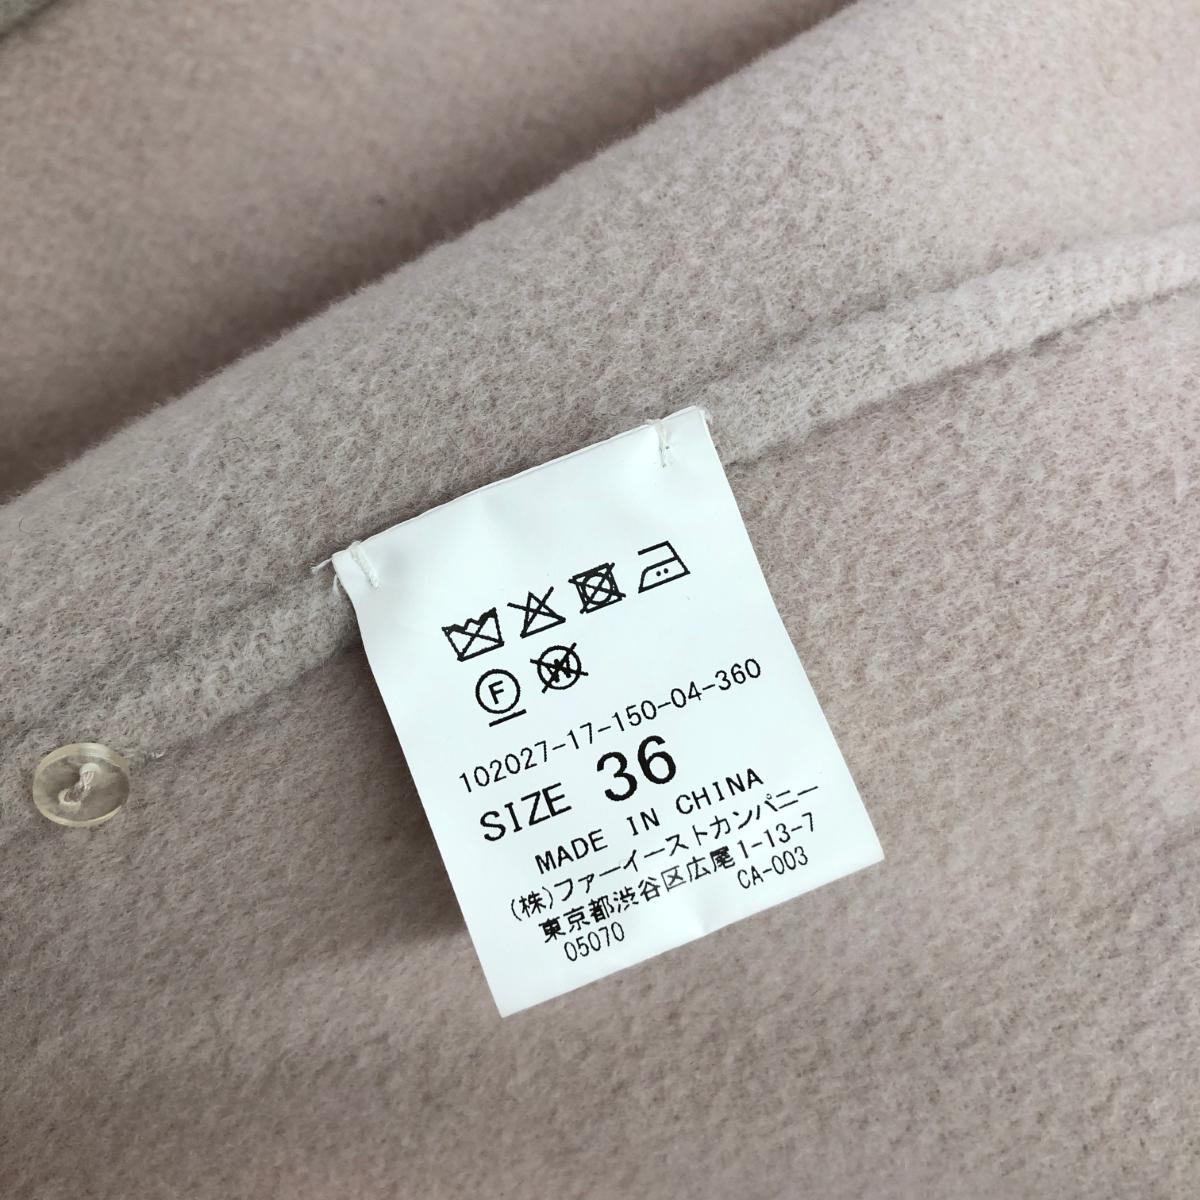 F W
102027-17-150-04-360
SIZE 36
MADE IN CHINA
(株)ファーイーストカンパニー
東京都渋谷区広尾1-13-7
05070 CA-003